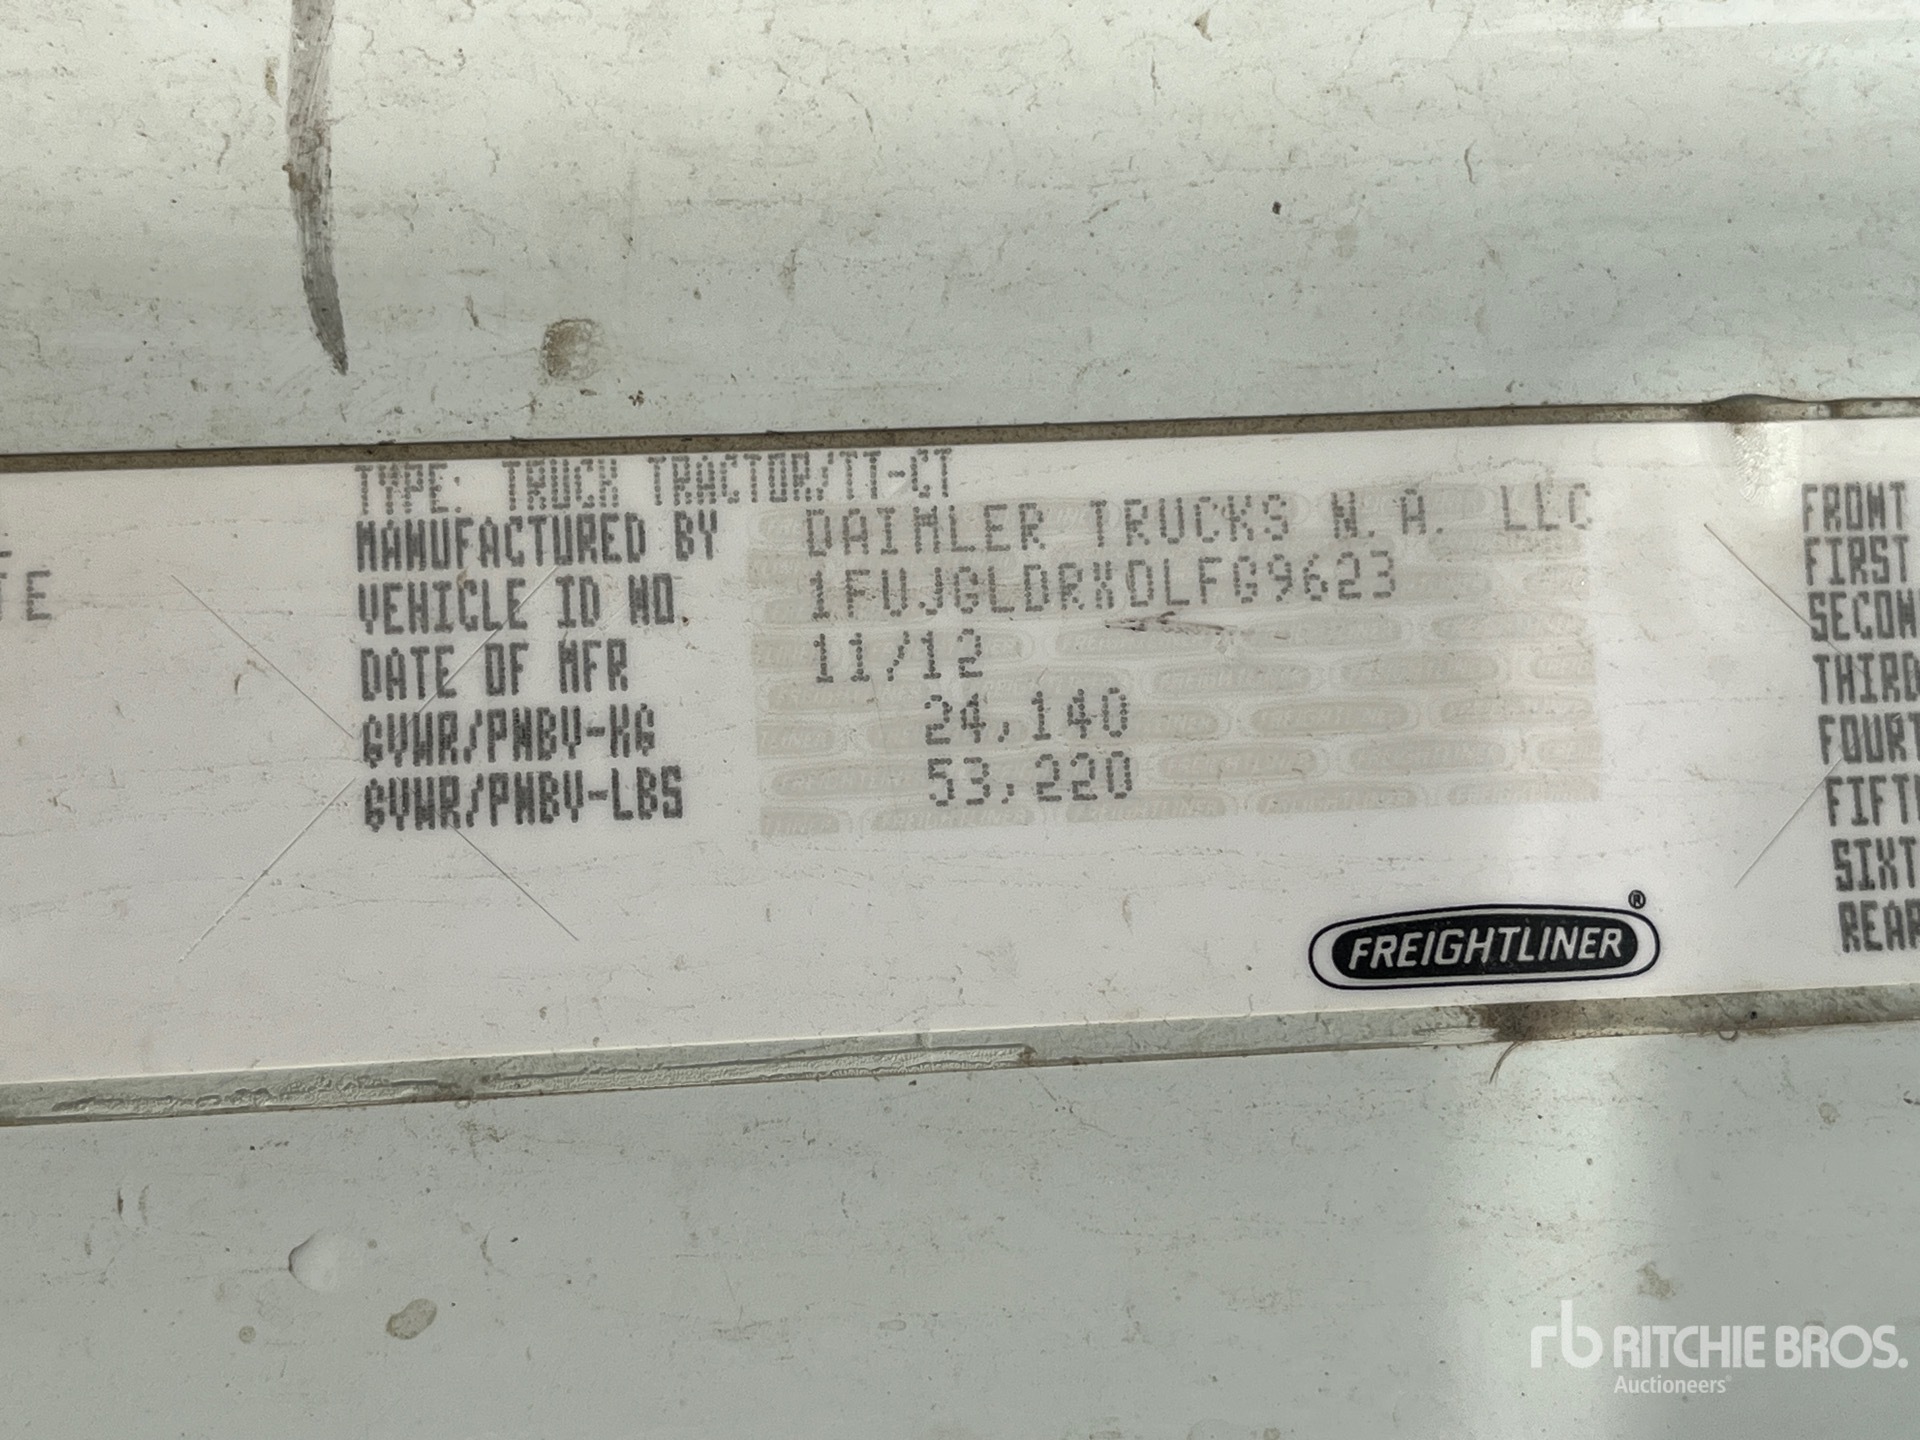 TE
TYPE: TRUCK TRACTOR/TT-CT
MANUFACTURED BY DAIMLER TRUCKS N.A. LLC
VEHICLE ID NO. 1FUJGLDRXDLFG9623
DATE OF MFR 11/12
GVWR/PNBV-KG 24,140
GVWR/PNBV-LBS 53,220
FREIGHTLINER®
FRONT
FIRST
SECON
THIRD
FOURT
FIFTH
SIXT
REAR
rb RITCHIE BROS.
Auctioneers